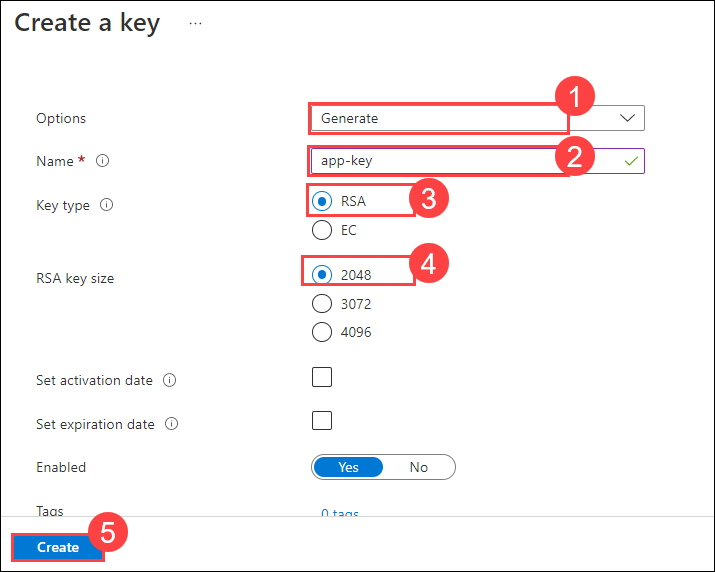 Create a key ...
Options Generate 1
Name * app-key 2
Key type RSA 3
EC
RSA key size 2048 4
3072
4096
Set activation date
Set expiration date
Enabled Yes No
Tags 0 tags
Create 5